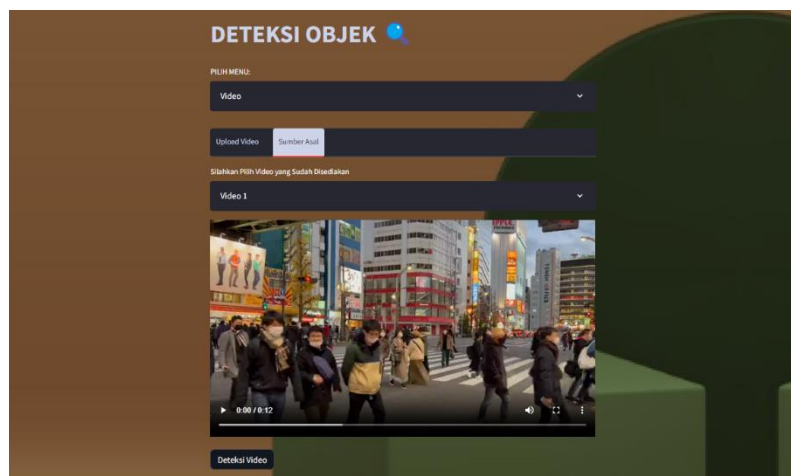 DETEKSI OBJEK
PILIH MENU:
Video
Upload Video Sumber Asal
Silahkan Pilih Video yang Sudah Disediakan
Video 1
0:00 / 0:12
Deteksi Video